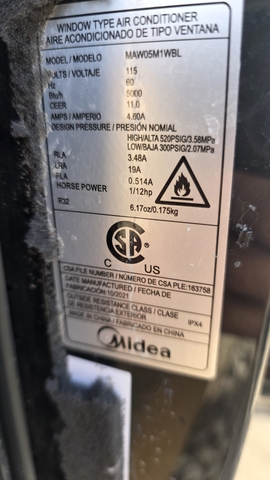 WINDOW TYPE AIR CONDITIONER
AIRE ACONDICIONADO DE TIPO VENTANA
MODEL / MODELO MAW05M1WBL
VOLTS / VOLTAJE 115
Hz 60
Btu/h 5000
CEER 11,0
AMPS / AMPERIO 4.60A
DESIGN PRESSURE / PRESIÓN NOMIAL
HIGH/ALTA 520PSIG/3.58MPa
LOW/BAJA 300PSIG/2.07MPa
RLA 3.48A
LRA 19A
FLA 0.514A
HORSE POWER 1/12hp
R32 6.17oz/0.175kg
C US
CSA FILE NUMBER / NÚMERO DE CSA PLE:163758
DATE MANUFACTURED / FECHA DE
FABRICACIÓN:10/2021
OUTSIDE RESISTANCE CLASS / CLASE
DE RESISTENCIA EXTERIOR IPX4
MADE IN CHINA / FABRICADO EN CHINA
Midea